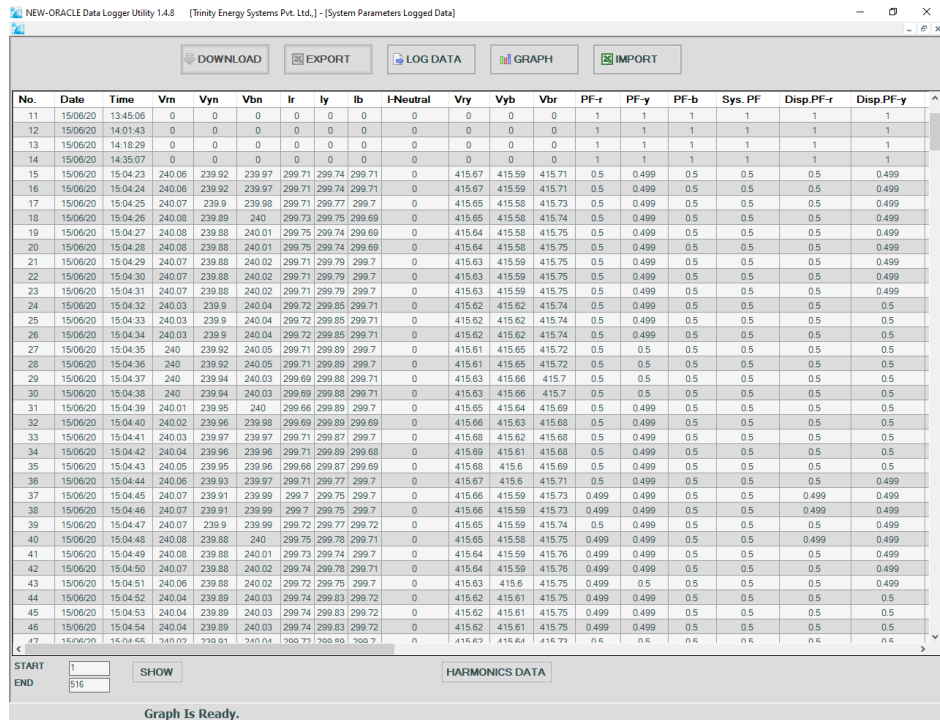 NEW-ORACLE Data Logger Utility 1.4.8 [Trinity Energy Systems Pvt. Ltd.,] - [System Parameters Logged Data]
DOWNLOAD EXPORT LOG DATA GRAPH IMPORT
No. Date Time Vrn Vyn Vbn Ir Iy Ib I-Neutral Vry Vyb Vbr PF-r PF-y PF-b Sys. PF Disp.PF-r Disp.PF-y
11 15/06/20 13:45:06 0 0 0 0 0 0 0 0 0 0 1 1 1 1 1 1
12 15/06/20 14:01:43 0 0 0 0 0 0 0 0 0 0 1 1 1 1 1 1
13 15/06/20 14:18:29 0 0 0 0 0 0 0 0 0 0 1 1 1 1 1 1
14 15/06/20 14:35:07 0 0 0 0 0 0 0 0 0 0 1 1 1 1 1 1
15 15/06/20 15:04:23 240.06 239.92 239.97 299.71 299.74 299.71 0 415.67 415.59 415.71 0.5 0.499 0.5 0.5 0.5 0.499
16 15/06/20 15:04:24 240.06 239.92 239.97 299.71 299.74 299.71 0 415.67 415.59 415.71 0.5 0.499 0.5 0.5 0.5 0.499
17 15/06/20 15:04:25 240.07 239.9 239.98 299.71 299.77 299.7 0 415.65 415.58 415.73 0.5 0.499 0.5 0.5 0.5 0.499
18 15/06/20 15:04:26 240.08 239.89 240 299.73 299.75 299.69 0 415.65 415.58 415.74 0.5 0.499 0.5 0.5 0.5 0.499
19 15/06/20 15:04:27 240.08 239.88 240.01 299.75 299.74 299.69 0 415.64 415.58 415.75 0.5 0.499 0.5 0.5 0.5 0.499
20 15/06/20 15:04:28 240.08 239.88 240.01 299.75 299.74 299.69 0 415.64 415.58 415.75 0.5 0.499 0.5 0.5 0.5 0.499
21 15/06/20 15:04:29 240.07 239.88 240.02 299.71 299.79 299.7 0 415.63 415.59 415.75 0.5 0.499 0.5 0.5 0.5 0.499
22 15/06/20 15:04:30 240.07 239.88 240.02 299.71 299.79 299.7 0 415.63 415.59 415.75 0.5 0.499 0.5 0.5 0.5 0.499
23 15/06/20 15:04:31 240.07 239.88 240.02 299.71 299.79 299.7 0 415.63 415.59 415.75 0.5 0.499 0.5 0.5 0.5 0.499
24 15/06/20 15:04:32 240.03 239.9 240.04 299.72 299.85 299.71 0 415.62 415.62 415.74 0.5 0.499 0.5 0.5 0.5 0.5
25 15/06/20 15:04:33 240.03 239.9 240.04 299.72 299.85 299.71 0 415.62 415.62 415.74 0.5 0.499 0.5 0.5 0.5 0.5
26 15/06/20 15:04:34 240.03 239.9 240.04 299.72 299.85 299.71 0 415.62 415.62 415.74 0.5 0.499 0.5 0.5 0.5 0.5
27 15/06/20 15:04:35 240 239.92 240.05 299.71 299.89 299.7 0 415.61 415.65 415.72 0.5 0.5 0.5 0.5 0.5 0.5
28 15/06/20 15:04:36 240 239.92 240.05 299.71 299.89 299.7 0 415.61 415.65 415.72 0.5 0.5 0.5 0.5 0.5 0.5
29 15/06/20 15:04:37 240 239.94 240.03 299.69 299.88 299.71 0 415.63 415.66 415.7 0.5 0.5 0.5 0.5 0.5 0.5
30 15/06/20 15:04:38 240 239.94 240.03 299.69 299.88 299.71 0 415.63 415.66 415.7 0.5 0.5 0.5 0.5 0.5 0.5
31 15/06/20 15:04:39 240.01 239.95 240 299.66 299.89 299.7 0 415.65 415.64 415.69 0.5 0.499 0.5 0.5 0.5 0.5
32 15/06/20 15:04:40 240.02 239.96 239.98 299.69 299.89 299.69 0 415.66 415.63 415.68 0.5 0.499 0.5 0.5 0.5 0.5
33 15/06/20 15:04:41 240.03 239.97 239.97 299.71 299.87 299.7 0 415.68 415.62 415.68 0.5 0.499 0.5 0.5 0.5 0.5
34 15/06/20 15:04:42 240.04 239.96 239.96 299.71 299.89 299.68 0 415.69 415.61 415.68 0.5 0.499 0.5 0.5 0.5 0.5
35 15/06/20 15:04:43 240.05 239.95 239.96 299.66 299.87 299.69 0 415.68 415.6 415.69 0.5 0.499 0.5 0.5 0.5 0.5
36 15/06/20 15:04:44 240.06 239.93 239.97 299.71 299.77 299.7 0 415.67 415.6 415.71 0.5 0.499 0.5 0.5 0.5 0.499
37 15/06/20 15:04:45 240.07 239.91 239.99 299.7 299.75 299.7 0 415.66 415.59 415.73 0.499 0.499 0.5 0.5 0.499 0.499
38 15/06/20 15:04:46 240.07 239.91 239.99 299.7 299.75 299.7 0 415.66 415.59 415.73 0.499 0.499 0.5 0.5 0.499 0.499
39 15/06/20 15:04:47 240.07 239.9 239.99 299.72 299.77 299.72 0 415.65 415.59 415.74 0.5 0.499 0.5 0.5 0.5 0.499
40 15/06/20 15:04:48 240.08 239.88 240 299.75 299.78 299.71 0 415.65 415.58 415.75 0.499 0.499 0.5 0.5 0.499 0.499
41 15/06/20 15:04:49 240.08 239.88 240.01 299.73 299.74 299.7 0 415.64 415.59 415.76 0.499 0.499 0.5 0.5 0.5 0.499
42 15/06/20 15:04:50 240.07 239.88 240.02 299.74 299.78 299.71 0 415.64 415.59 415.76 0.499 0.499 0.5 0.5 0.5 0.499
43 15/06/20 15:04:51 240.06 239.88 240.02 299.72 299.75 299.7 0 415.63 415.6 415.75 0.499 0.5 0.5 0.5 0.5 0.499
44 15/06/20 15:04:52 240.04 239.89 240.03 299.74 299.83 299.72 0 415.62 415.61 415.75 0.499 0.499 0.5 0.5 0.5 0.5
45 15/06/20 15:04:53 240.04 239.89 240.03 299.74 299.83 299.72 0 415.62 415.61 415.75 0.499 0.499 0.5 0.5 0.5 0.5
46 15/06/20 15:04:54 240.04 239.89 240.03 299.74 299.83 299.72 0 415.62 415.61 415.75 0.499 0.499 0.5 0.5 0.5 0.5
47 15/06/20 15:04:55 240.02 239.91 240.04 299.72 299.89 299.7 0 415.62 415.64 415.73 0.5 0.5 0.5 0.5 0.5 0.5
START 1 SHOW HARMONICS DATA
END 516
Graph Is Ready.